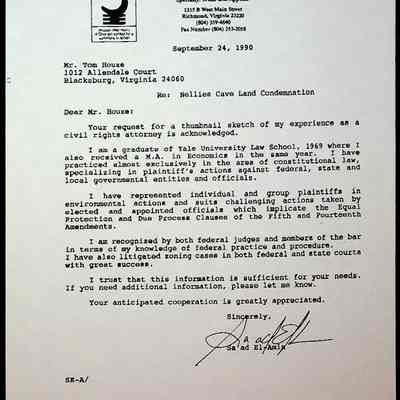 1315 B West Main Street
Richmond, Virginia 23220
(804) 359-4640
Fax Number (804)
September 24, 1990
Mr. Tom Houze
1012 Allendale Court
Blacksburg, Virginia 24060
Re: Nellies Cave Land Condemnation
Dear Mr. Houze:
Your request for a thumbnail sketch of my experience as a
civil rights attorney is acknowledged.
I am a graduate of Yale University Law School, 1969 where I
also received a M.A. in Economics in the same year. I have
practiced almost exclusively in the area of constitutional law,
specializing in plaintiff's actions against federal, state and
local governmental entities and officials.
I have represented individual and group plaintiffs in
environmental actions and suits challenging actions taken by
elected and appointed officials which implicate the Equal
Protection and Due Process Clauses of the Fifth and Fourteenth
Amendments.
I am recognized by both federal judges and members of the bar
in terms of my knowledge of federal practice and procedure.
I have also litigated zoning cases in both federal and state courts
with great success.
I trust that this information is sufficient for your needs.
If you need additional information, please let me know.
Your anticipated cooperation is greatly appreciated.
Sincerely,
Sa'ad El-Amin
SE-A/